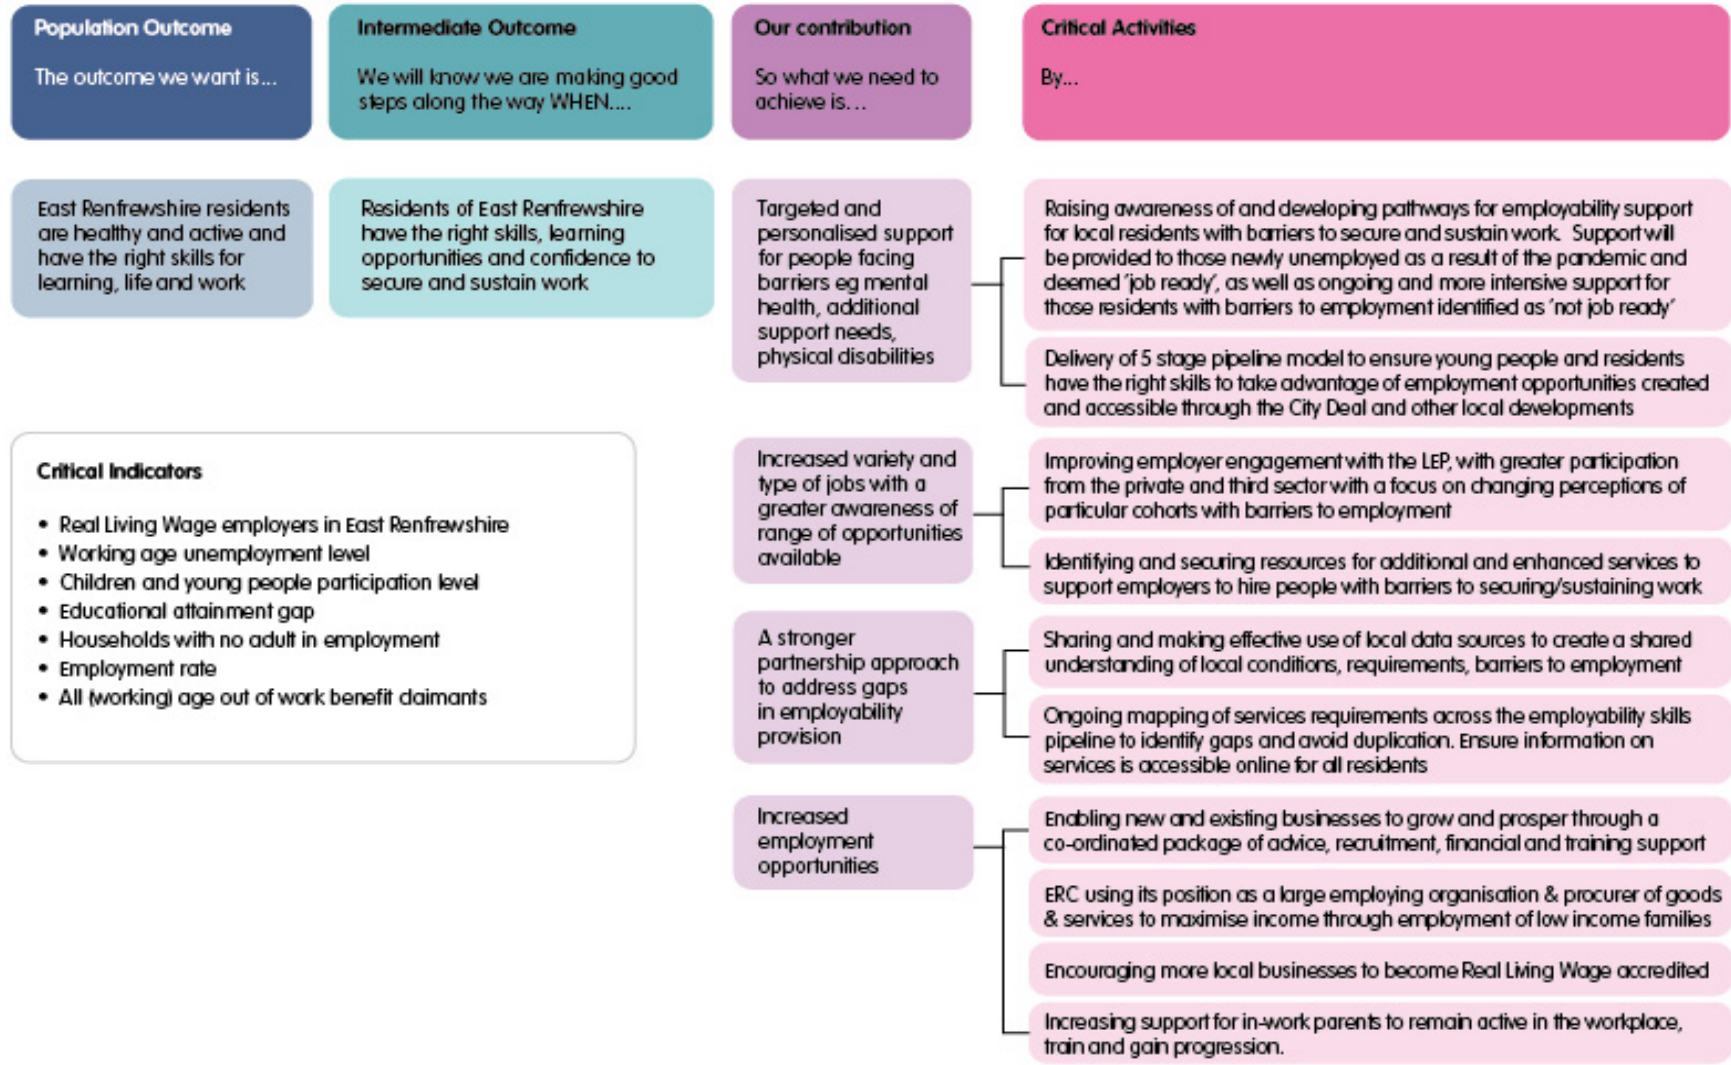 Population Outcome
The outcome we want is...
Intermediate Outcome
We will know we are making good
steps along the way WHEN....
Our contribution
So what we need to
achieve is...
Critical Activities
By...
East Renfrewshire residents
are healthy and active and
have the right skills for
learning, life and work
Residents of East Renfrewshire
have the right skills, learning
opportunities and confidence to
secure and sustain work
Targeted and
personalised support
for people facing
barriers eg mental
health, additional
support needs,
physical disabilities
Raising awareness of and developing pathways for employability support
for local residents with barriers to secure and sustain work.  Support will
be provided to those newly unemployed as a result of the pandemic and
deemed 'job ready', as well as ongoing and more intensive support for
those residents with barriers to employment identified as 'not job ready'
Delivery of 5 stage pipeline model to ensure young people and residents
have the right skills to take advantage of employment opportunities created
and accessible through the City Deal and other local developments
Critical Indicators
• Real Living Wage employers in East Renfrewshire
• Working age unemployment level
• Children and young people participation level
• Educational attainment gap
• Households with no adult in employment
• Employment rate
• All (working) age out of work benefit claimants
Increased variety and
type of jobs with a
greater awareness of
range of opportunities
available
Improving employer engagement with the LEP, with greater participation
from the private and third sector with a focus on changing perceptions of
particular cohorts with barriers to employment
Identifying and securing resources for additional and enhanced services to
support employers to hire people with barriers to securing/sustaining work
A stronger
partnership approach
to address gaps
in employability
provision
Sharing and making effective use of local data sources to create a shared
understanding of local conditions, requirements, barriers to employment
Ongoing mapping of services requirements across the employability skills
pipeline to identify gaps and avoid duplication. Ensure information on
services is accessible online for all residents
Increased
employment
opportunities
Enabling new and existing businesses to grow and prosper through a
co-ordinated package of advice, recruitment, financial and training support
ERC using its position as a large employing organisation & procurer of goods
& services to maximise income through employment of low income families
Encouraging more local businesses to become Real Living Wage accredited
Increasing support for in-work parents to remain active in the workplace,
train and gain progression.